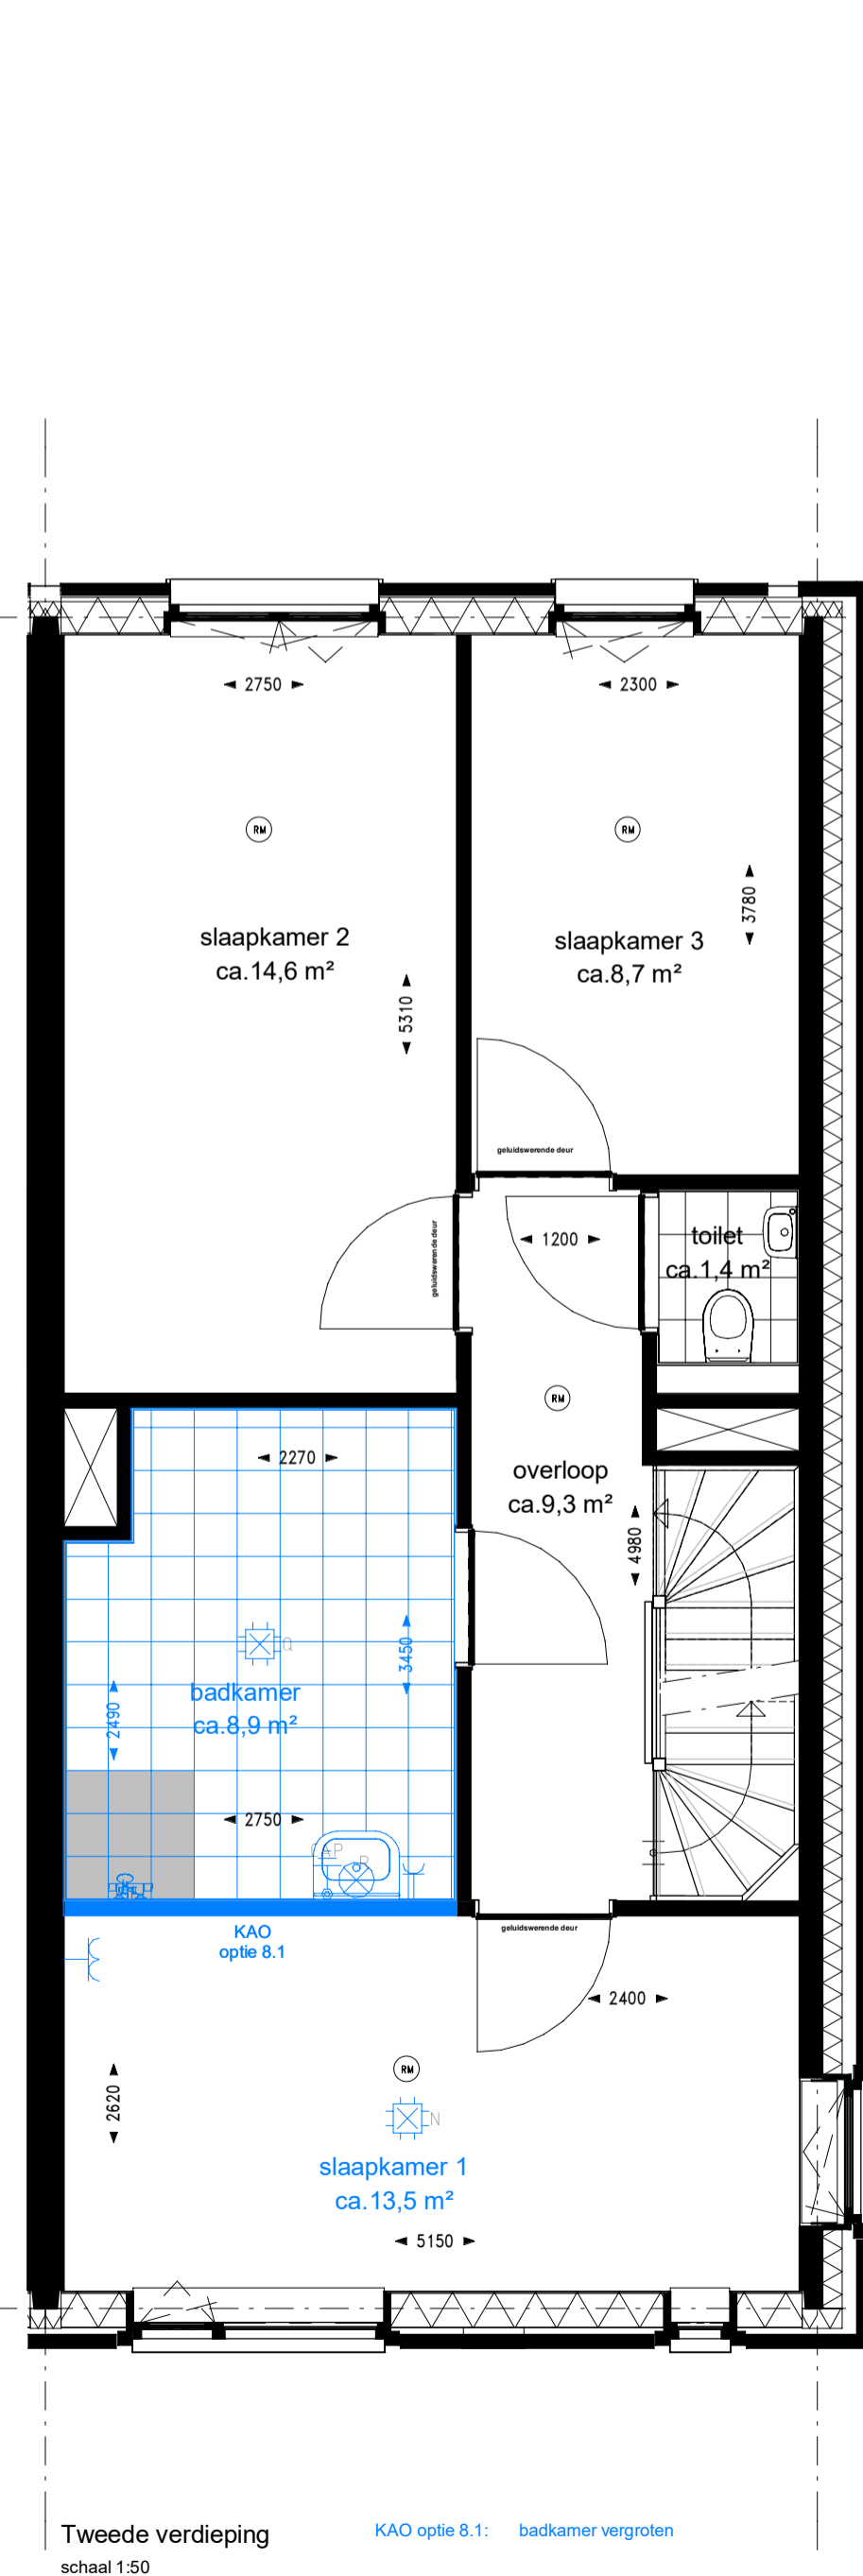 2750
2300
RM
RM
3780
slaapkamer 2
ca.14,6 m²
slaapkamer 3
ca.8,7 m²
5310
geluidswerende deur
geluidswerende deur
1200
toilet
ca.1,4 m²
RM
2270
overloop
ca.9,3 m²
4980
Q
3450
badkamer
ca.8,9 m²
2490
2750
CAP
R
KAO
optie 8.1
geluidswerende deur
2400
RM
2620
N
slaapkamer 1
ca.13,5 m²
5150
Tweede verdieping
KAO optie 8.1: badkamer vergroten
schaal 1:50